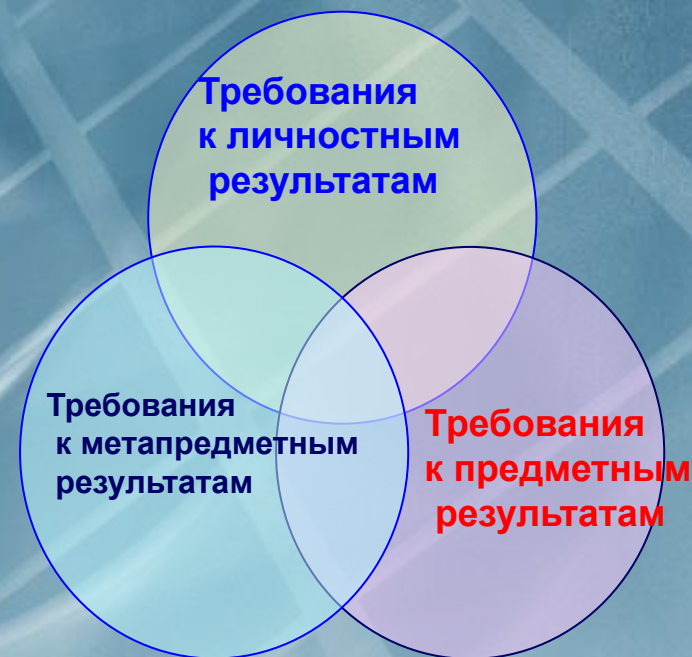 Требования
к личностным
результатам
Требования
к метапредметным
результатам
Требования
к предметным
результатам